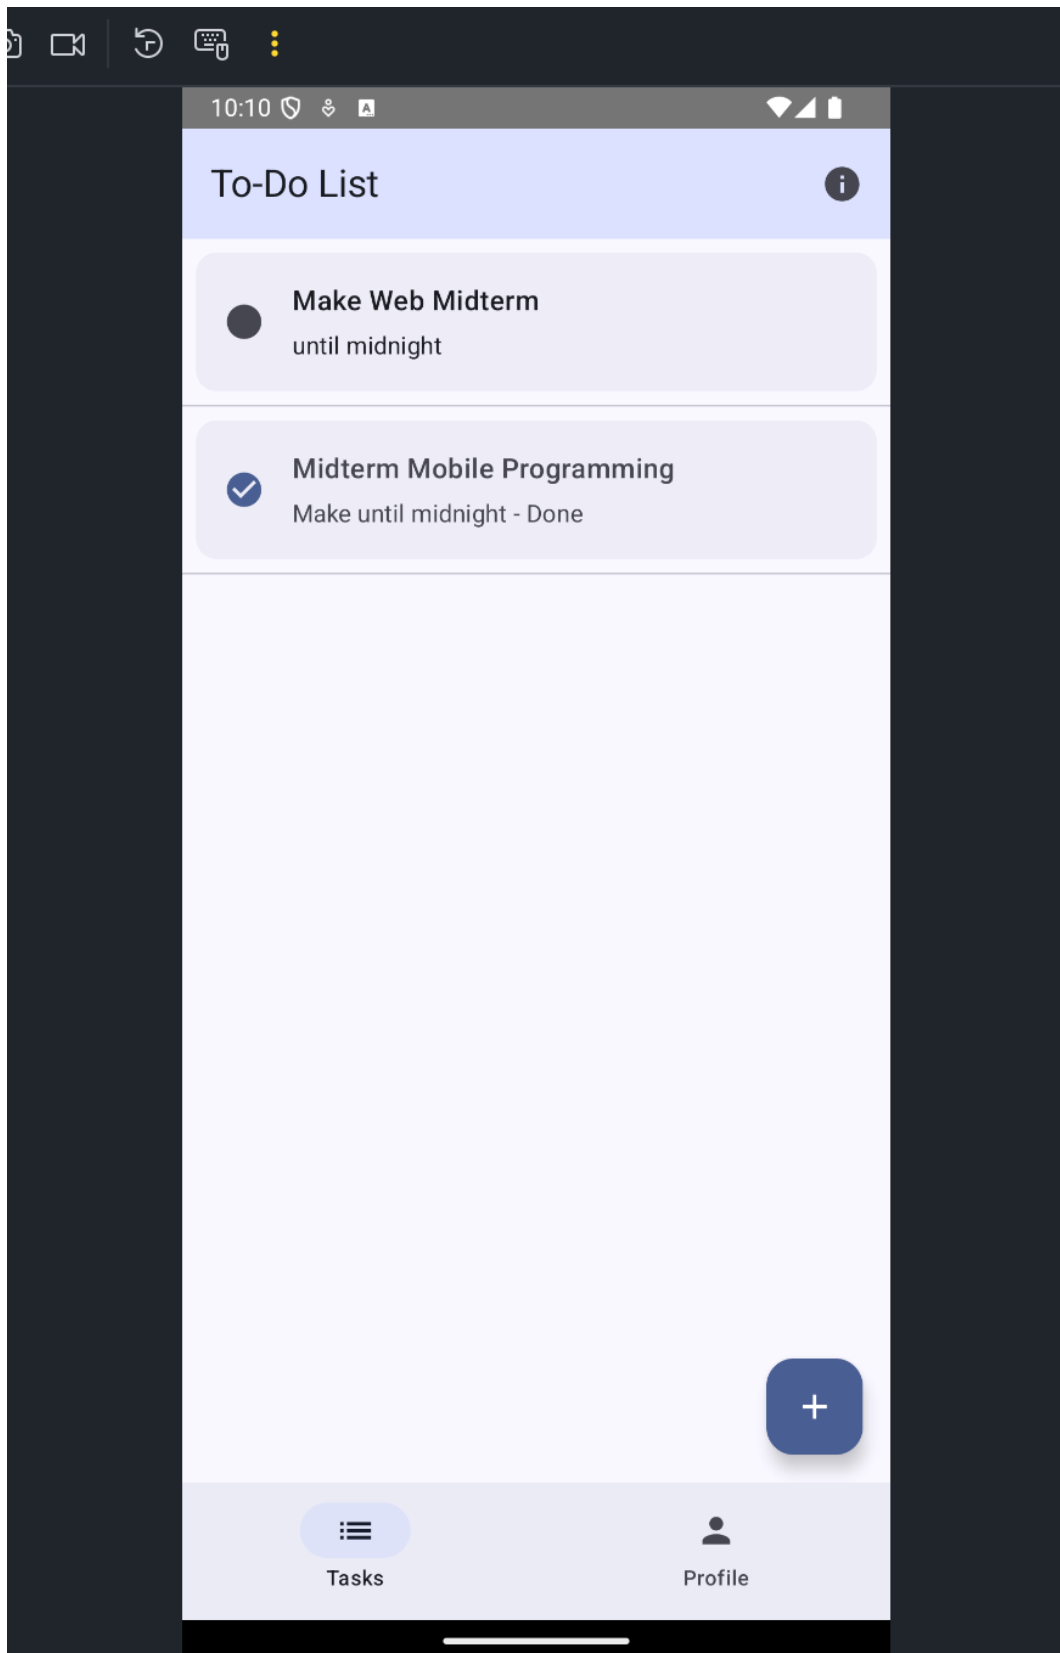 10:10
To-Do List
Make Web Midterm
until midnight
Midterm Mobile Programming
Make until midnight - Done
Tasks
Profile